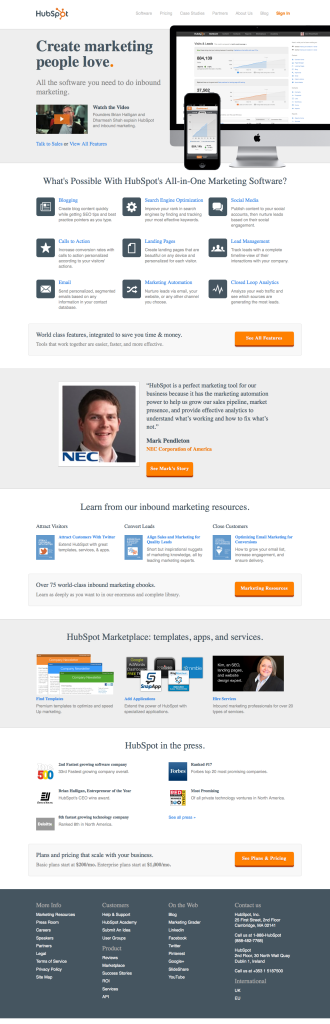 HubSpot
Software Pricing Case Studies Partners About Us Blog Sign In
Create marketing
people love.
All the software you need to do inbound
marketing.
Watch the Video
Founders Brian Halligan and
Dharmesh Shah explain HubSpot
and inbound marketing.
Talk to Sales or View All Features
What's Possible With HubSpot's All-in-One Marketing Software?
Blogging
Create blog content quickly
while getting SEO tips and best
practice pointers as you type.
Search Engine Optimization
Improve your rank in search
engines by finding and tracking
your most effective keywords.
Social Media
Publish content to your social
accounts, then nurture leads
based on their social
engagement.
Calls to Action
Increase conversion rates with
calls to action personalized
according to your visitors'
actions.
Landing Pages
Create landing pages that are
beautiful on any device and
personalized for each visitor.
Lead Management
Track leads with a complete
timeline-view of their
interactions with your company.
Email
Send personalized, segmented
emails based on any
information in your contact
database.
Marketing Automation
Nurture leads via email, your
website, or any other channel
you choose.
Closed Loop Analytics
Analyze your web traffic and
see which sources are
generating the most leads.
World class features, integrated to save you time & money.
Tools that work together are easier, faster, and more effective.
See All Features
"HubSpot is a perfect marketing tool for our
business because it has the marketing automation
power to help us grow our sales pipeline, market
presence, and provide effective analytics to
understand what's working and how to fix what's
not."
Mark Pendleton
NEC Corporation of America
NEC
See Mark's Story
Learn from our inbound marketing resources.
Attract Visitors
Attract Customers With Twitter
Extend HubSpot with great
templates, services, & apps.
Convert Leads
Align Sales and Marketing for
Quality Leads
Short but inspirational nuggets
of marketing knowledge, all by
leading marketing experts.
Close Customers
Optimizing Email Marketing for
Conversions
How to grow your email list,
increase engagement, and
ensure delivery.
Over 75 world-class inbound marketing ebooks.
Learn as deeply as you want to in our enormous and complete library.
Marketing Resources
HubSpot Marketplace: templates, apps, and services.
SnapApp
Kim, an SEO,
landing pages,
and website
design expert.
Find Templates
Premium templates to optimize and speed
Up marketing.
Add Applications
Extend the power of HubSpot with
specialized applications.
Hire Services
Inbound marketing professionals for over 20
types of services.
HubSpot in the press.
500
2nd Fastest growing software company
33rd Fastest growing company overall.
Forbes
Ranked #17
Forbes top 20 most promising companies.
Brian Halligan, Entrepreneur of the Year
HubSpot's CEO wins award.
RED
Most Promising
Of all private technology ventures in North America.
Deloitte
8th fastest growing technology company
Ranked 8th in North America.
See all press »
Plans and pricing that scale with your business.
Basic plans start at $200/mo. Enterprise plans start at $1,000/mo.
See Plans & Pricing
More Info
Marketing Resources
Press Room
Careers
Speakers
Partners
Legal
Terms of Service
Privacy Policy
Site Map
Customers
Help & Support
HubSpot Academy
Submit An Idea
User Groups
Product
Reviews
Marketplace
Success Stories
ROI
Services
API
On the Web
Blog
Marketing Grader
LinkedIn
Facebook
Twitter
Pinterest
Google+
SlideShare
YouTube
Contact us
HubSpot, Inc.
25 First Street, 2nd Floor
Cambridge, MA 02141
Call us at 1-888-HubSpot
(888-482-7768)
HubSpot
2nd Floor, 30 North Wall Quay
Dublin 1, Ireland
Call us at +353 1 5187500
International
UK
EU